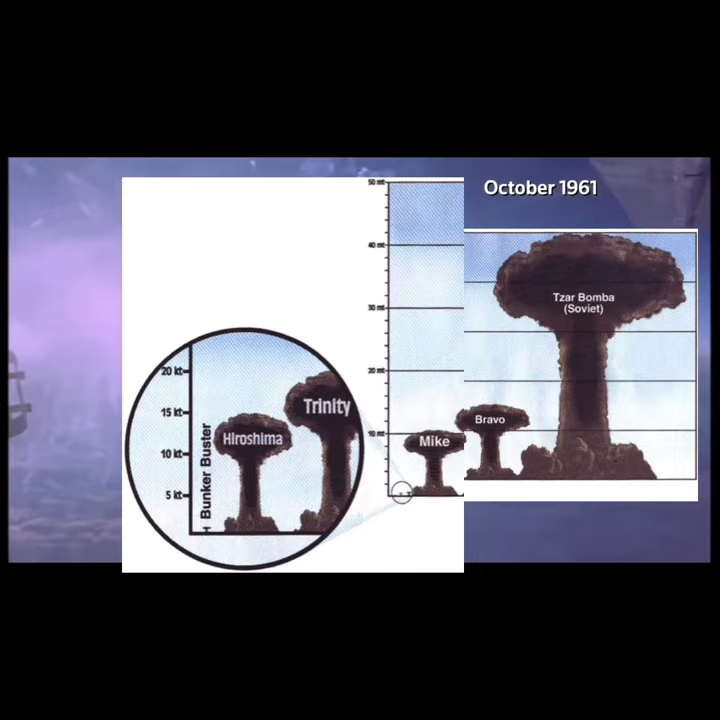 October 1961
50 mt
40 mt
30 mt
20 mt
10 mt
Tzar Bomba
(Soviet)
Bravo
Mike
20 kt
15 kt
10 kt
5 kt
Bunker Buster
Hiroshima
Trinity